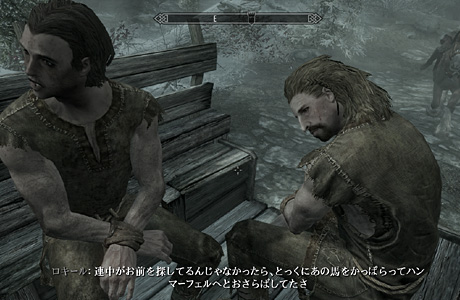 E
ロキール: 連中がお前を探してるんじゃなかったら、とっくにあの馬をかっぱらってハン
マーフェルへとおさらばしてたさ